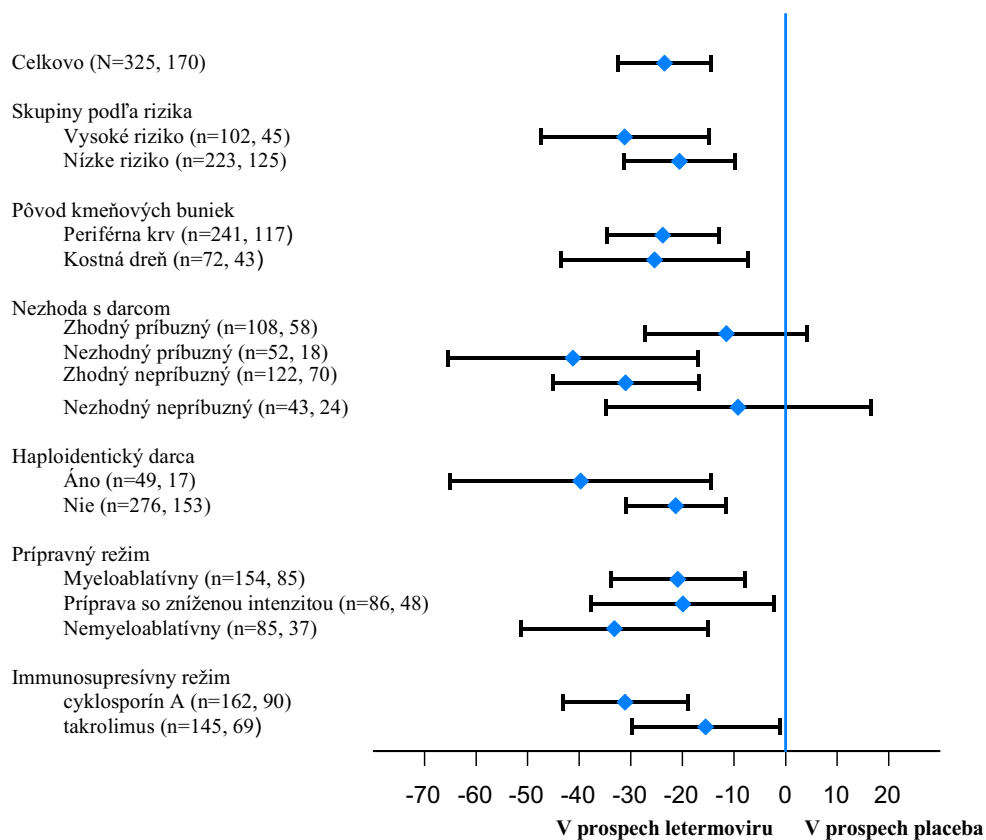 Celkovo (N=325, 170)
Skupiny podľa rizika
Vysoké riziko (n=102, 45)
Nízke riziko (n=223, 125)
Pôvod kmeňových buniek
Periférna krv (n=241, 117)
Kostná dreň (n=72, 43)
Nezhoda s darcom
Zhodný príbuzný (n=108, 58)
Nezhodný príbuzný (n=52, 18)
Zhodný nepríbuzný (n=122, 70)
Nezhodný nepríbuzný (n=43, 24)
Haploidentický darca
Áno (n=49, 17)
Nie (n=276, 153)
Prípravný režim
Myeloablatívny (n=154, 85)
Príprava so zníženou intenzitou (n=86, 48)
Nemyeloablatívny (n=85, 37)
Immunosupresívny režim
cyklosporín A (n=162, 90)
takrolimus (n=145, 69)
-70 -60 -50 -40 -30 -20 -10 0 10 20
V prospech letermoviru V prospech placeba